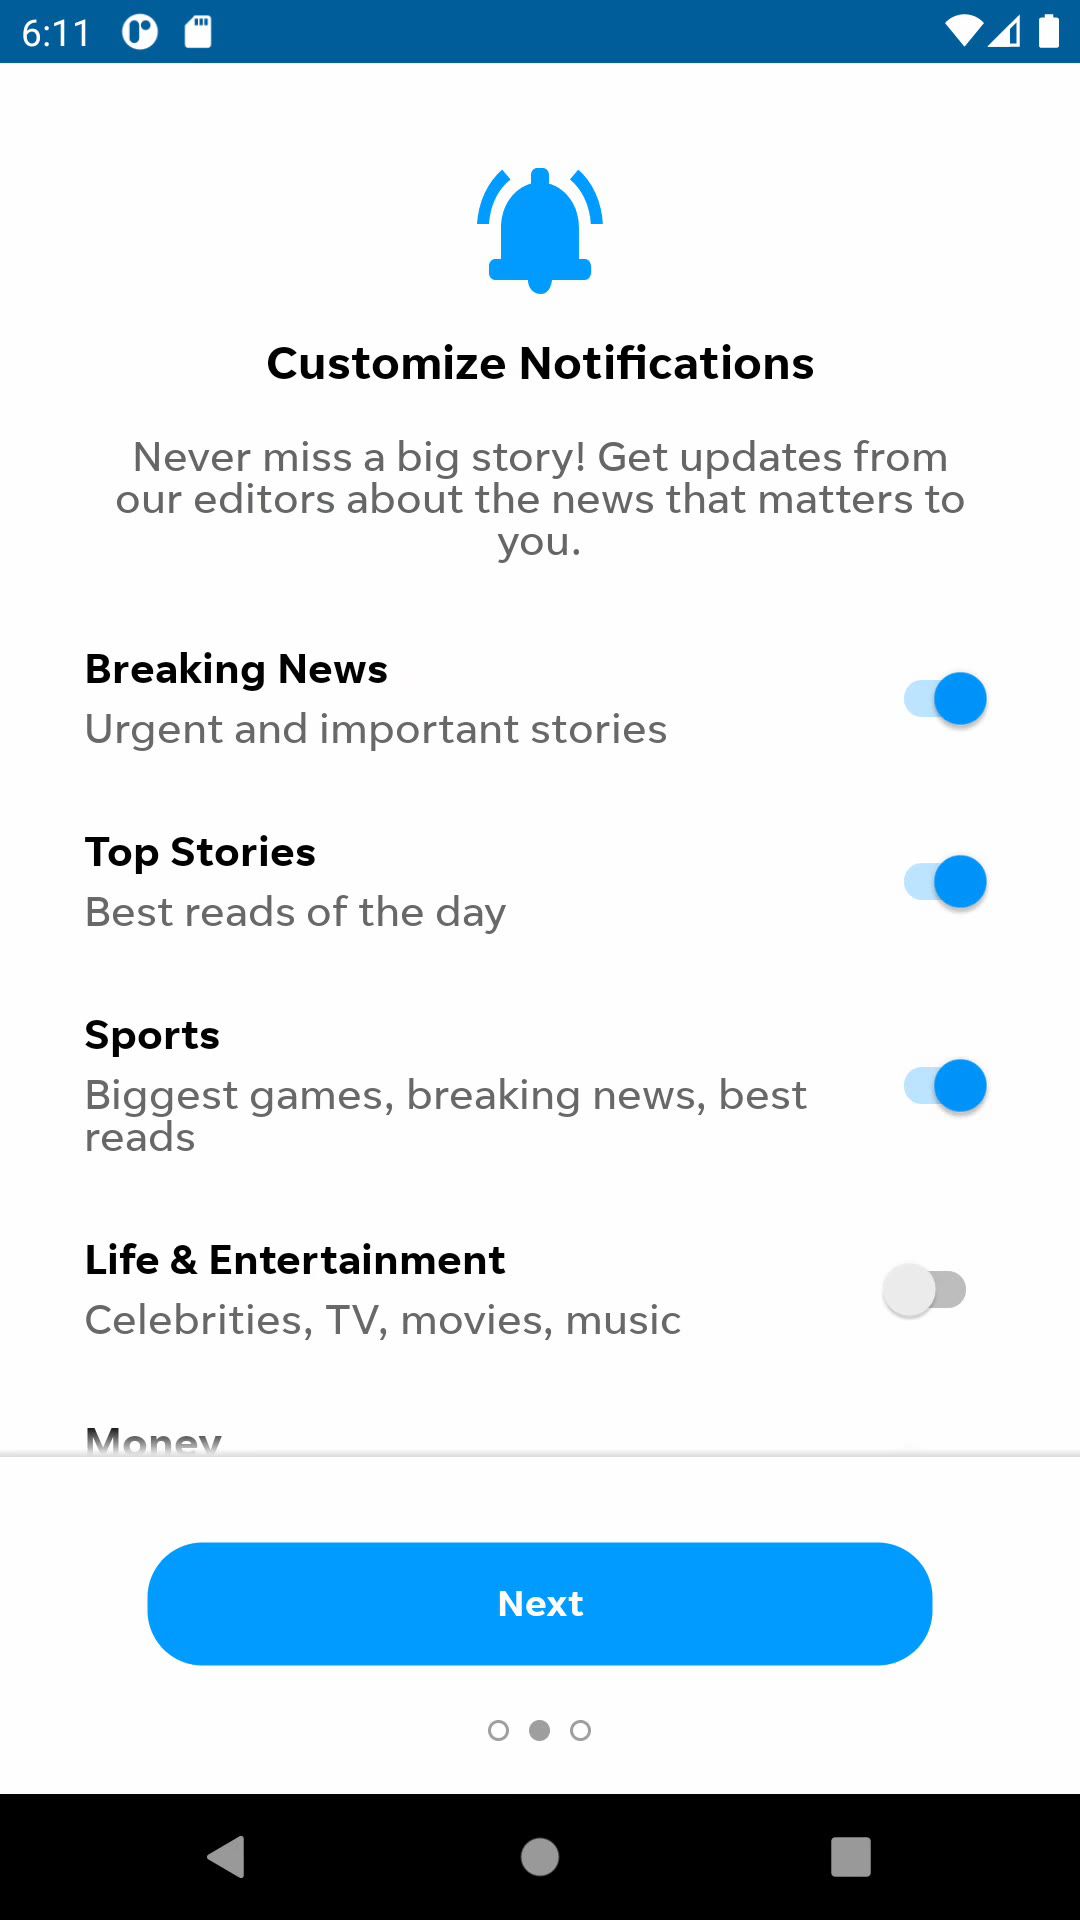 6:11
Customize Notifications
Never miss a big story! Get updates from
our editors about the news that matters to
you.
Breaking News
Urgent and important stories
Top Stories
Best reads of the day
Sports
Biggest games, breaking news, best
reads
Life & Entertainment
Celebrities, TV, movies, music
Money
Next